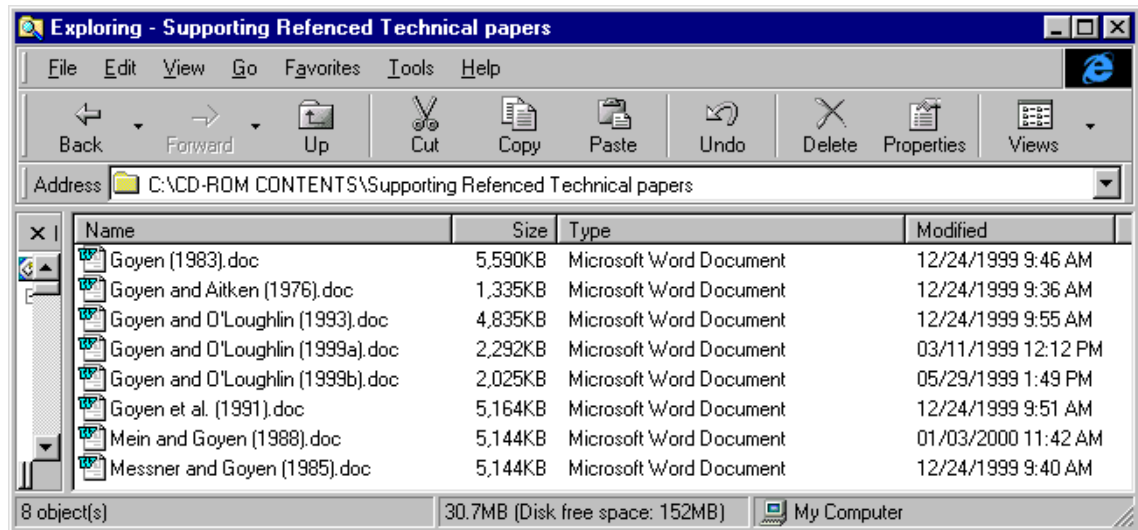 Exploring - Supporting Refenced Technical papers
File Edit View Go Favorites Tools Help
Back Forward Up Cut Copy Paste Undo Delete Properties Views
Address C:\CD-ROM CONTENTS\Supporting Refenced Technical papers
Name Size Type Modified
Goyen (1983).doc 5,590KB Microsoft Word Document 12/24/1999 9:46 AM
Goyen and Aitken (1976).doc 1,335KB Microsoft Word Document 12/24/1999 9:36 AM
Goyen and O'Loughlin (1993).doc 4,835KB Microsoft Word Document 12/24/1999 9:55 AM
Goyen and O'Loughlin (1999a).doc 2,292KB Microsoft Word Document 03/11/1999 12:12 PM
Goyen and O'Loughlin (1999b).doc 2,025KB Microsoft Word Document 05/29/1999 1:49 PM
Goyen et al. (1991).doc 5,164KB Microsoft Word Document 12/24/1999 9:51 AM
Mein and Goyen (1988).doc 5,144KB Microsoft Word Document 01/03/2000 11:42 AM
Messner and Goyen (1985).doc 5,144KB Microsoft Word Document 12/24/1999 9:40 AM
8 object(s) 30.7MB (Disk free space: 152MB) My Computer